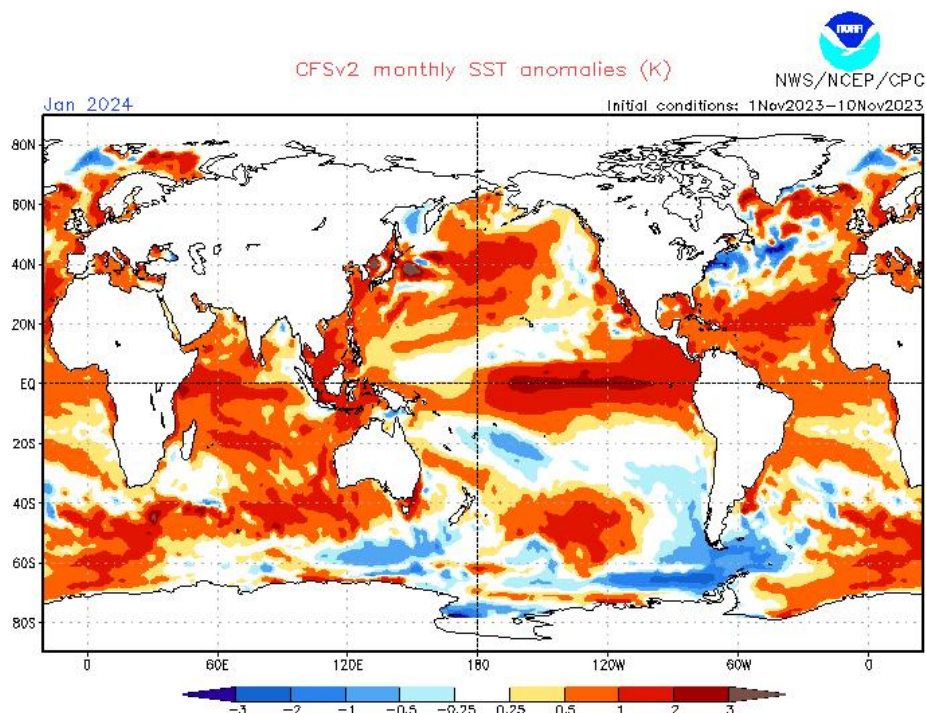 NOAA
CFSv2 monthly SST anomalies (K)
NWS/NCEP/CPC
Jan 2024
Initial conditions: 1Nov2023-10Nov2023
80N
60N
40N
20N
EQ
20S
40S
60S
80S
0 60E 120E 180 120W 60W 0
-3 -2 -1 -0.5 -0.25 0.25 0.5 1 2 3